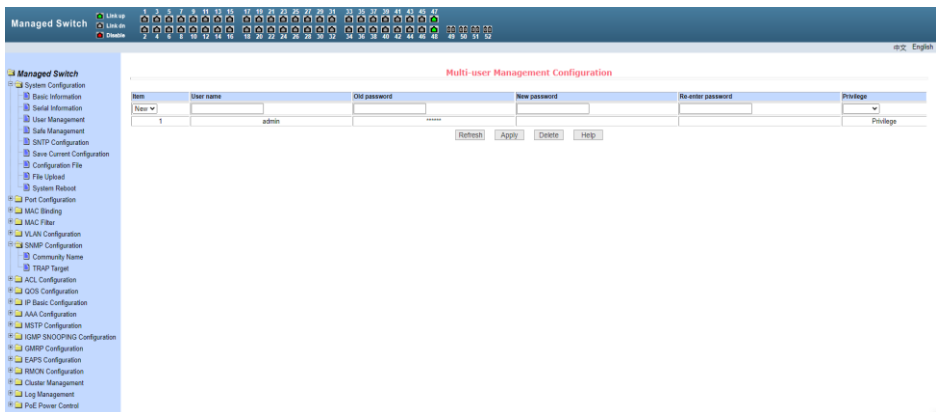 Managed Switch
Link up
Link dn
Disable
1 3 5 7 9 11 13 15 17 19 21 23 25 27 29 31 33 35 37 39 41 43 45 47
2 4 6 8 10 12 14 16 18 20 22 24 26 28 30 32 34 36 38 40 42 44 46 48 49 50 51 52
中文 English
Managed Switch
System Configuration
Basic Information
Serial Information
User Management
Safe Management
SNTP Configuration
Save Current Configuration
Configuration File
File Upload
System Reboot
Port Configuration
MAC Binding
MAC Filter
VLAN Configuration
SNMP Configuration
Community Name
TRAP Target
ACL Configuration
QOS Configuration
IP Basic Configuration
AAA Configuration
MSTP Configuration
IGMP SNOOPING Configuration
GMRP Configuration
EAPS Configuration
RMON Configuration
Cluster Management
Log Management
PoE Power Control
Multi-user Management Configuration
Item User name Old password New password Re-enter password Privilege
New
1 admin ****** Privilege
Refresh Apply Delete Help